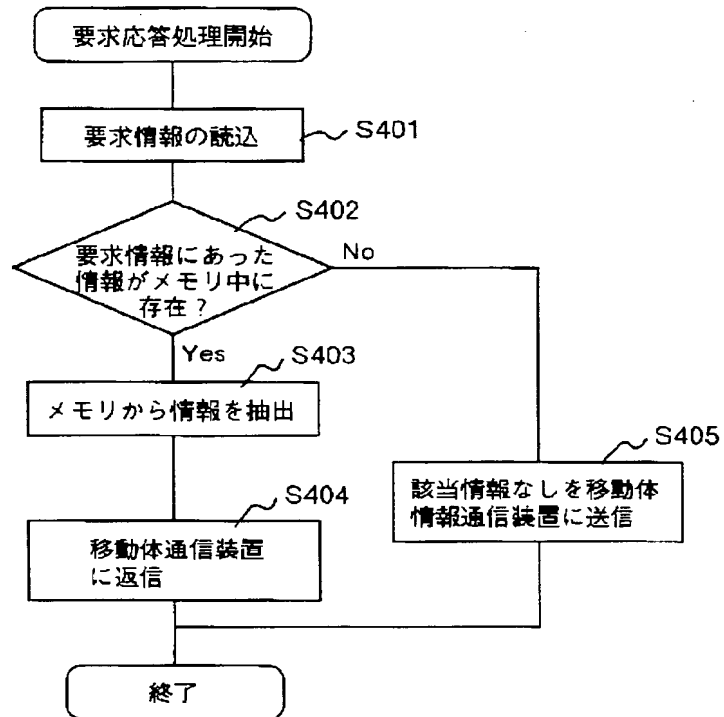 要求応答処理開始
要求情報の読込
S401
S402
要求情報にあった
情報がメモリ中に
存在?
No
Yes
S403
メモリから情報を抽出
S405
該当情報なしを移動体
情報通信装置に送信
S404
移動体通信装置
に返信
終了